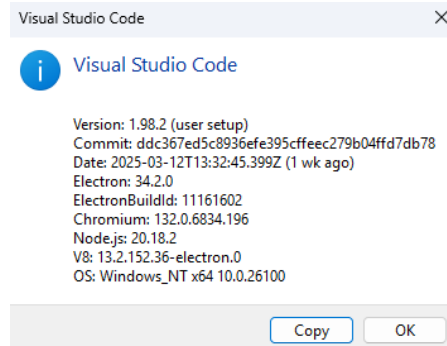 Visual Studio Code
Visual Studio Code
Version: 1.98.2 (user setup)
Commit: ddc367ed5c8936efe395cffeec279b04ffd7db78
Date: 2025-03-12T13:32:45.399Z (1 wk ago)
Electron: 34.2.0
ElectronBuildId: 11161602
Chromium: 132.0.6834.196
Node.js: 20.18.2
V8: 13.2.152.36-electron.0
OS: Windows_NT x64 10.0.26100
Copy OK